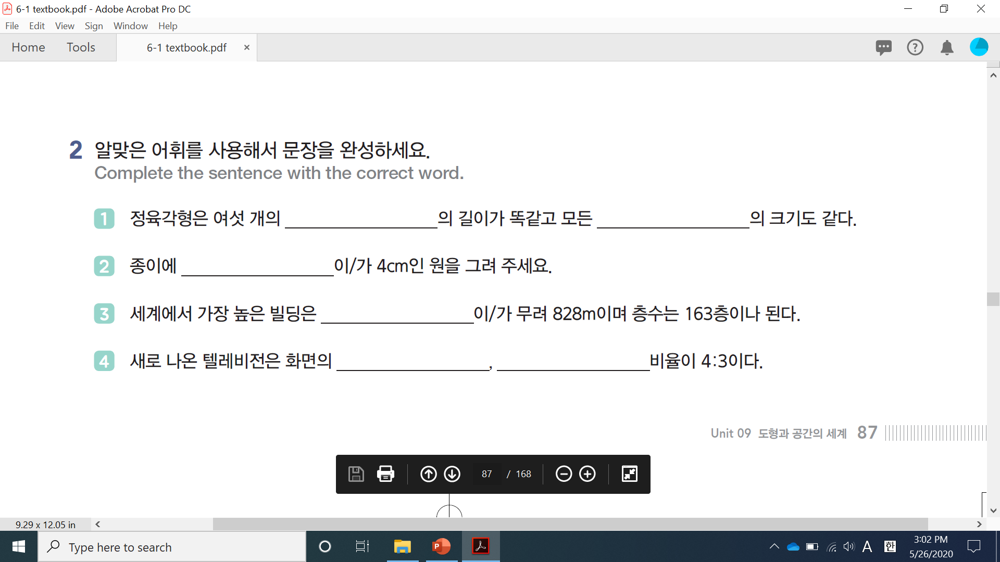 6-1 textbook.pdf - Adobe Acrobat Pro DC
File Edit View Sign Window Help
Home Tools 6-1 textbook.pdf ×
2 알맞은 어휘를 사용해서 문장을 완성하세요.
Complete the sentence with the correct word.
1 정육각형은 여섯 개의 ________의 길이가 똑같고 모든 ________의 크기도 같다.
2 종이에 ________이/가 4cm인 원을 그려 주세요.
3 세계에서 가장 높은 빌딩은 ________이/가 무려 828m이며 층수는 163층이나 된다.
4 새로 나온 텔레비전은 화면의 ________, ________비율이 4:3이다.
Unit 09 도형과 공간의 세계 87
87 / 168
9.29 x 12.05 in
Type here to search
P
A 한
3:02 PM
5/26/2020